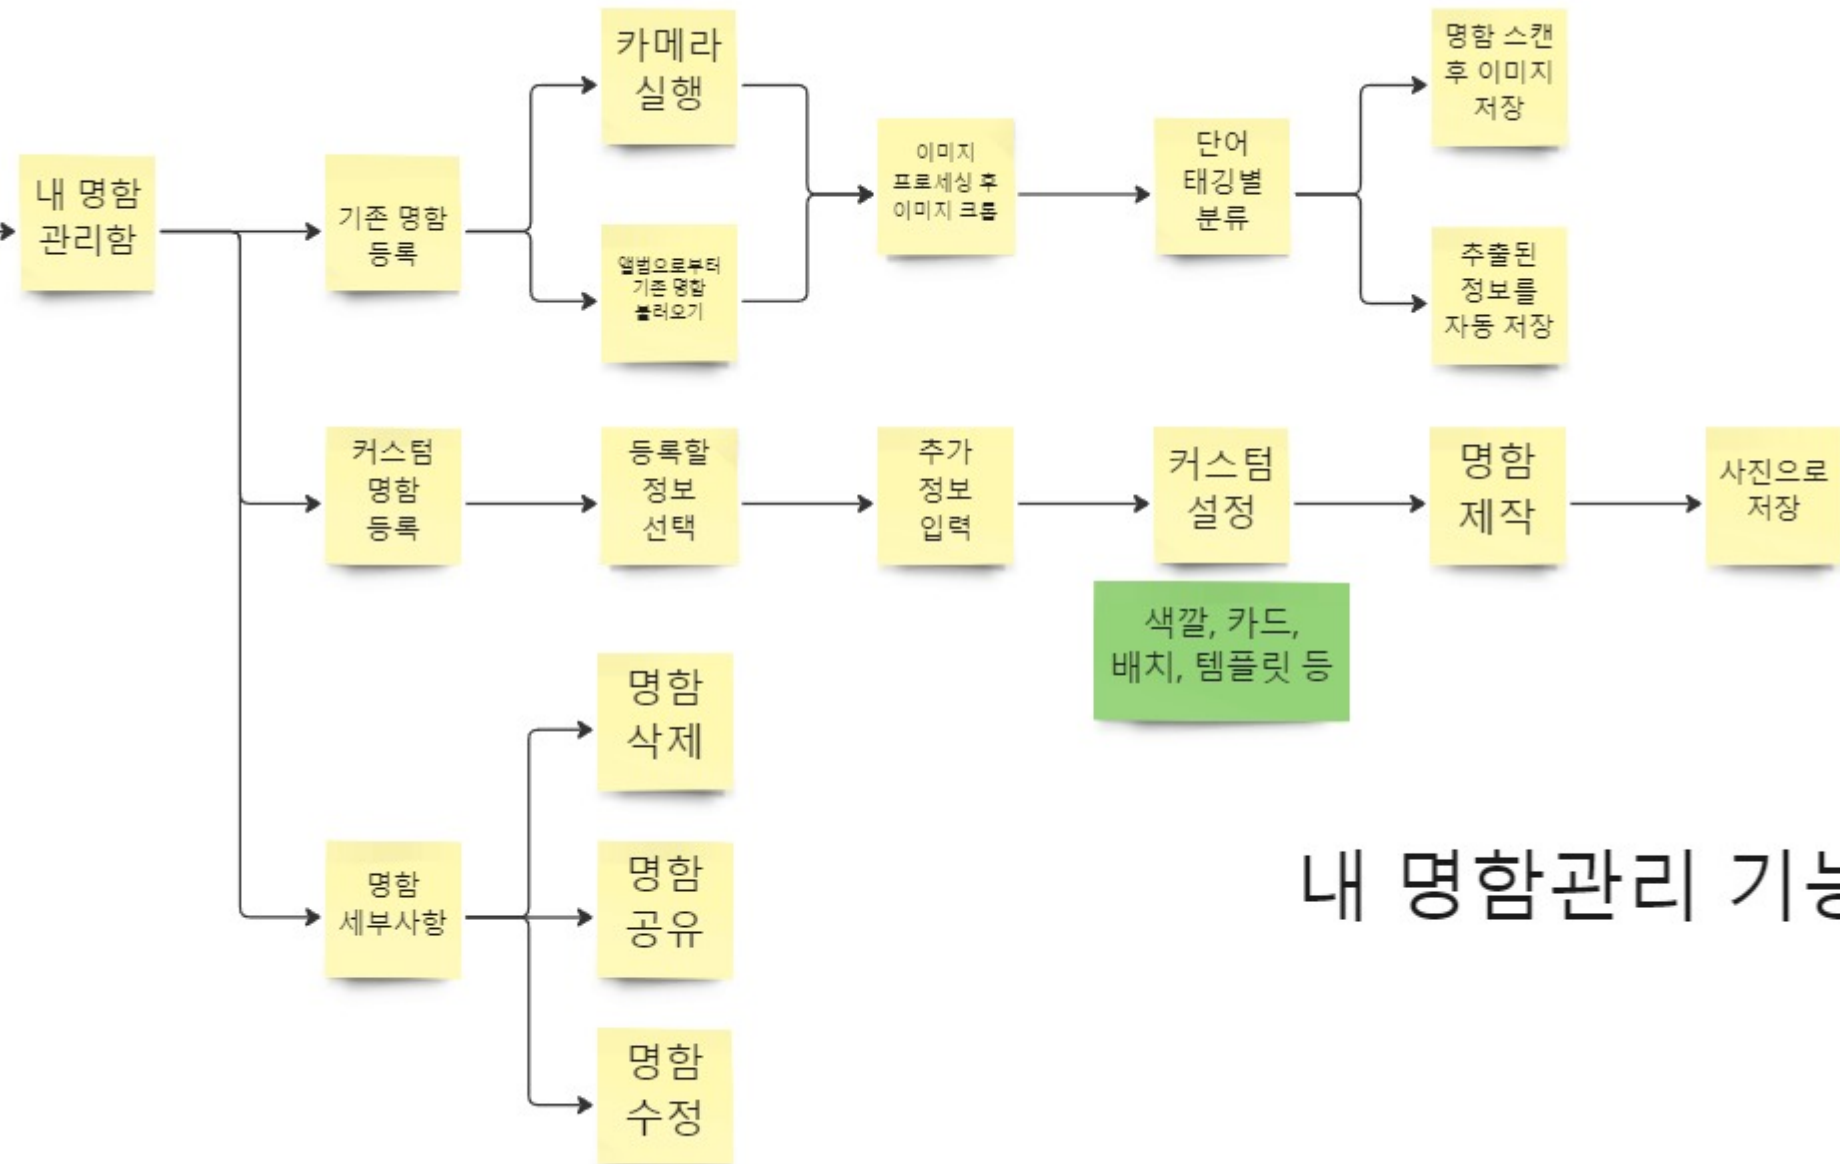 내 명함
관리함
기존 명함
등록
카메라
실행
앨범으로부터
기존 명함
불러오기
이미지
프로세싱 후
이미지 크롭
단어
태깅별
분류
명함 스캔
후 이미지
저장
추출된
정보를
자동 저장
커스텀
명함
등록
등록할
정보
선택
추가
정보
입력
커스텀
설정
색깔, 카드,
배치, 템플릿 등
명함
제작
사진으로
저장
명함
세부사항
명함
삭제
명함
공유
명함
수정
내 명함관리 기능